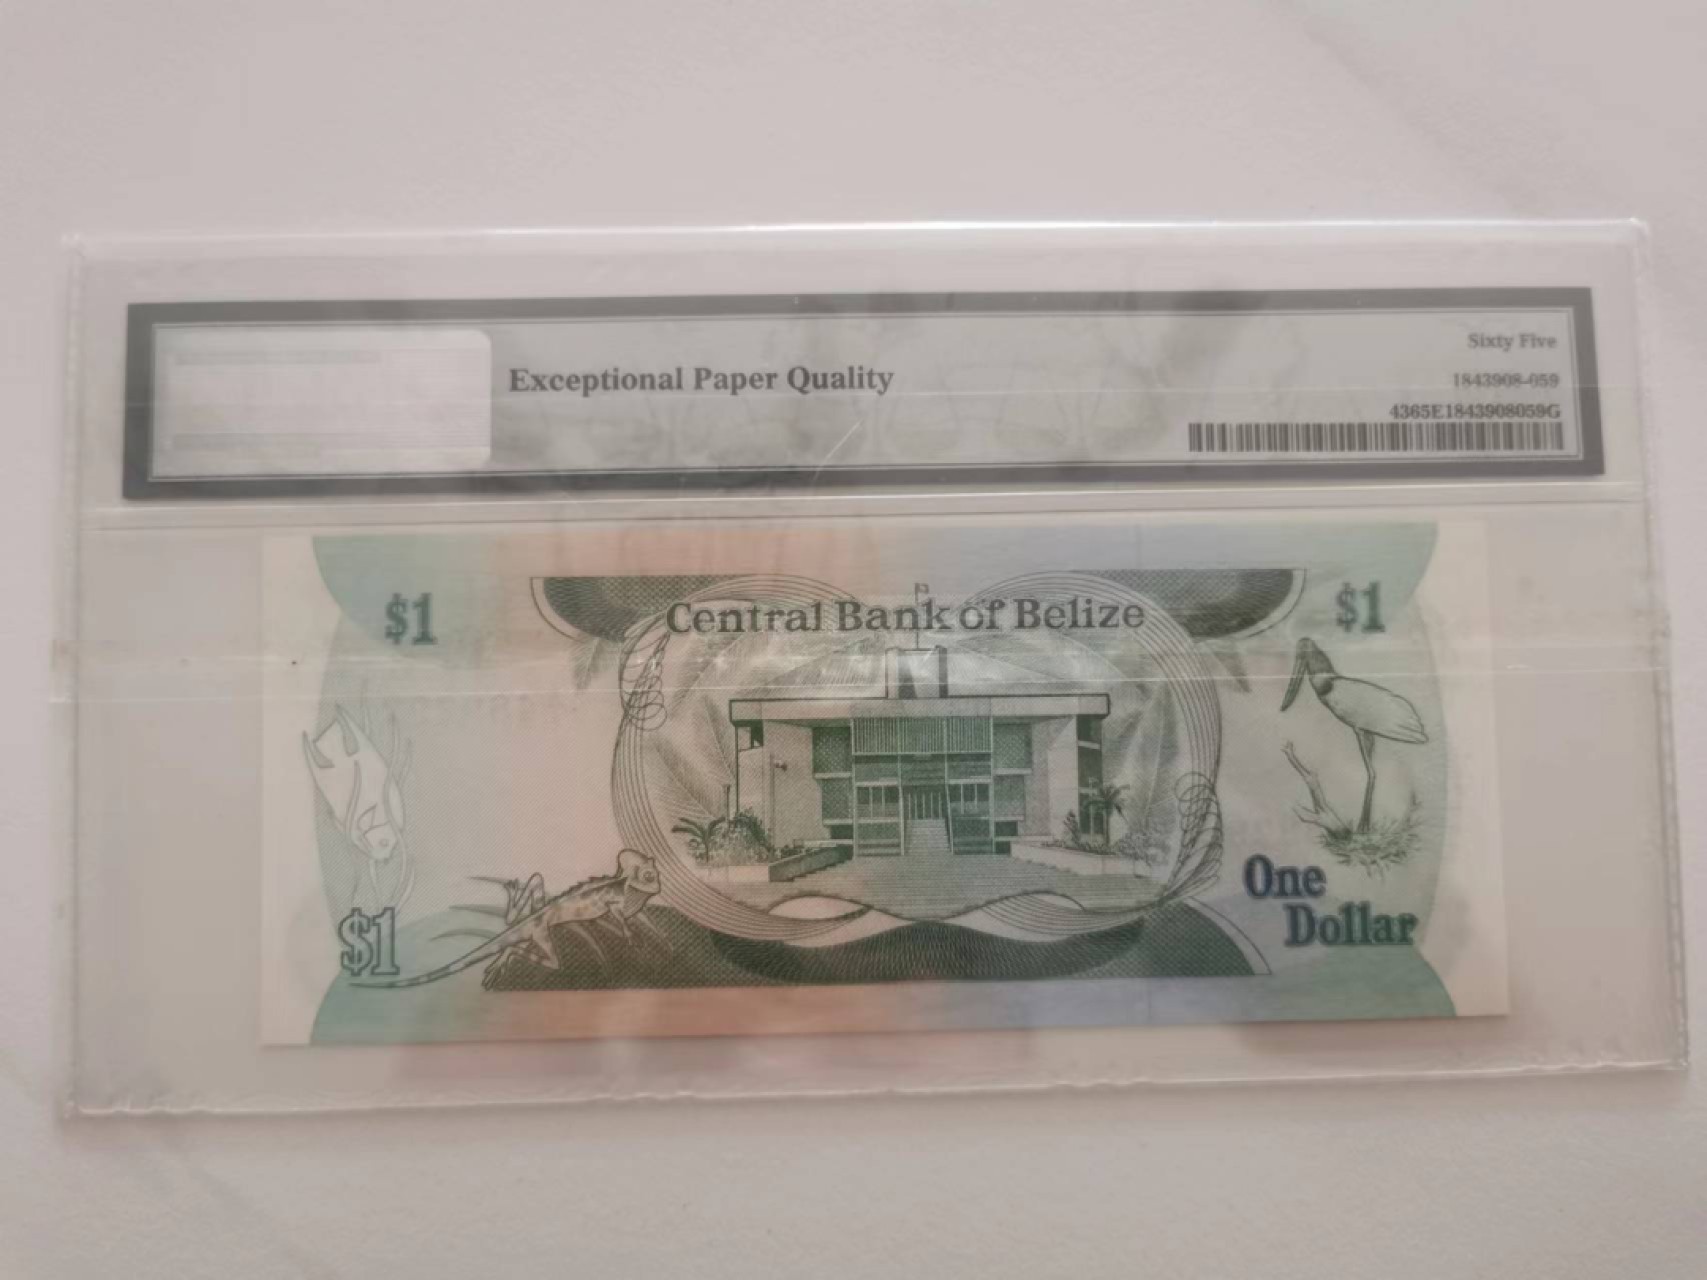 Exceptional Paper Quality
Sixty Five
1843908-059
4365E1843908059G
$1
Central Bank of Belize
$1
$1
One
Dollar